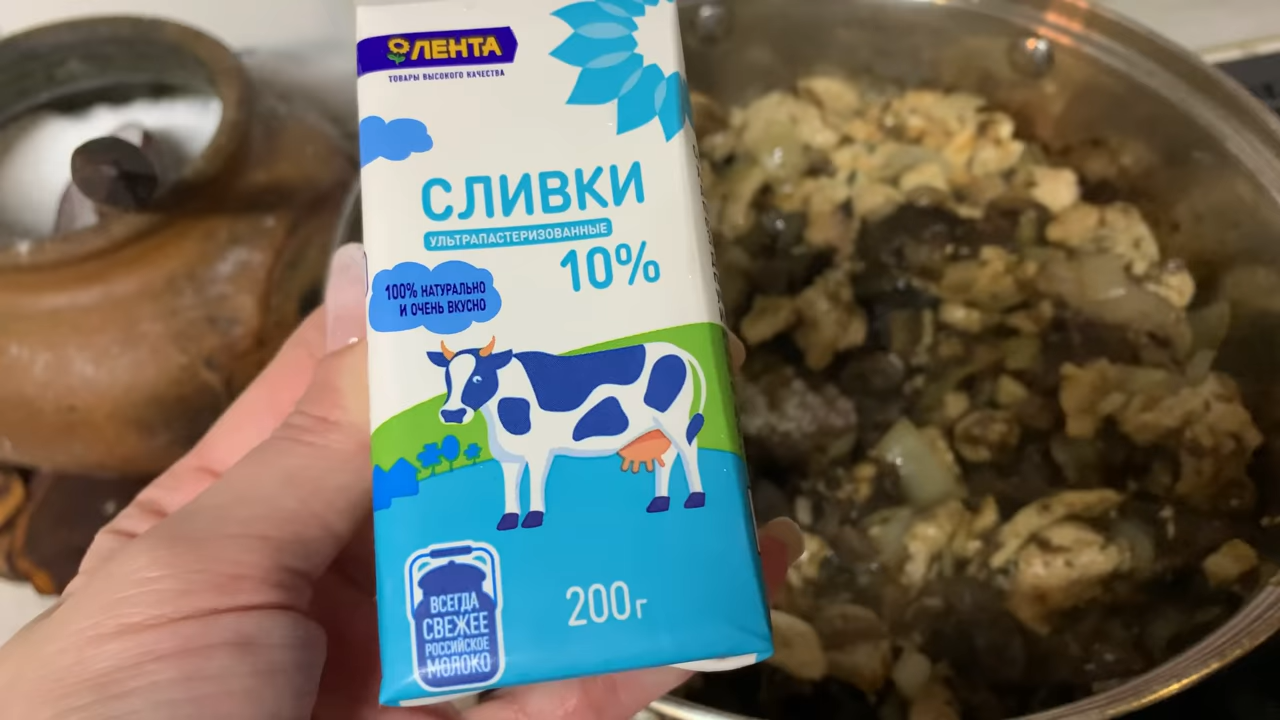 ЛЕНТА
ТОВАРЫ ВЫСОКОГО КАЧЕСТВА
СЛИВКИ
УЛЬТРАПАСТЕРИЗОВАННЫЕ
10%
100% НАТУРАЛЬНО
И ОЧЕНЬ ВКУСНО
ВСЕГДА
СВЕЖЕЕ
РОССИЙСКОЕ
МОЛОКО
200г